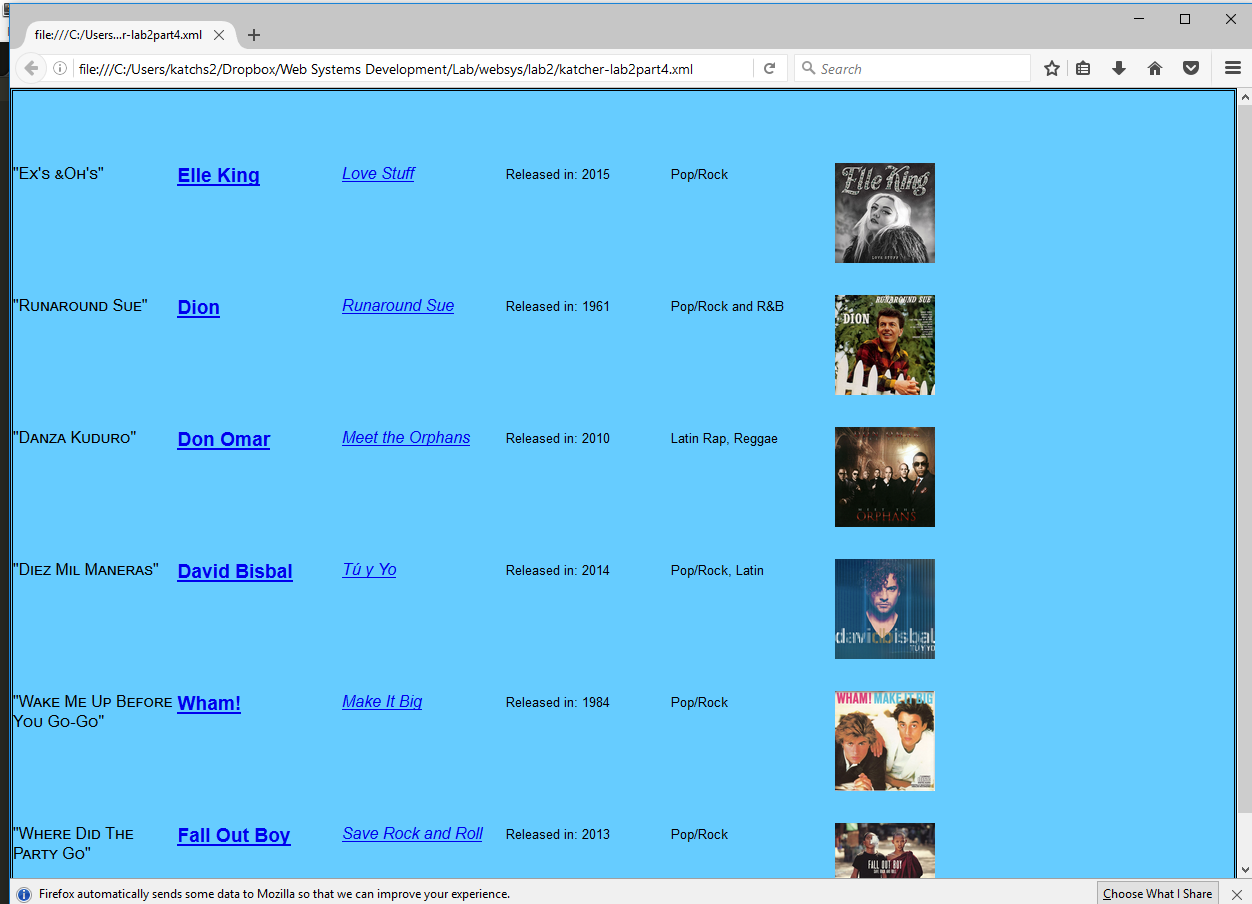 file:///C:/Users...r-lab2part4.xml
file:///C:/Users/katchs2/Dropbox/Web Systems Development/Lab/websys/lab2/katcher-lab2part4.xml
Search
"Ex's &Oh's" Elle King Love Stuff Released in: 2015 Pop/Rock
Elle King
LOVE STUFF
"Runaround Sue" Dion Runaround Sue Released in: 1961 Pop/Rock and R&B
RUNAROUND SUE
DION
"Danza Kuduro" Don Omar Meet the Orphans Released in: 2010 Latin Rap, Reggae
MEET THE
ORPHANS
"Diez Mil Maneras" David Bisbal Tú y Yo Released in: 2014 Pop/Rock, Latin
davidbisbal
TÚ Y YO
"Wake Me Up Before You Go-Go" Wham! Make It Big Released in: 1984 Pop/Rock
WHAM! MAKE IT BIG
"Where Did The Party Go" Fall Out Boy Save Rock and Roll Released in: 2013 Pop/Rock
FALL OUT BOY
SAVE ROCK AND ROLL
Firefox automatically sends some data to Mozilla so that we can improve your experience. Choose What I Share